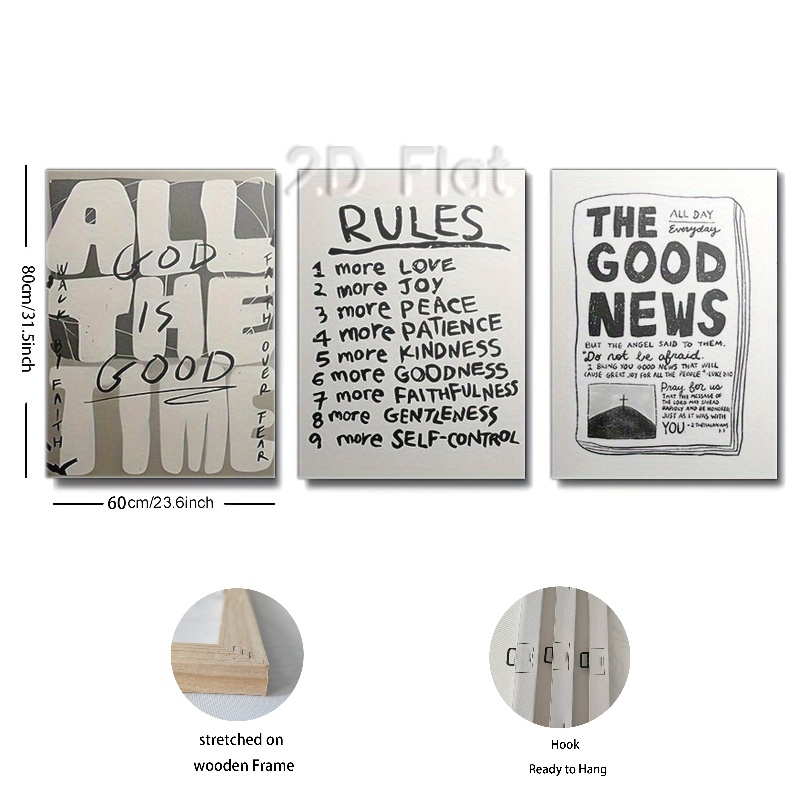 2.D Flat
80cm/31.5inch
60cm/23.6inch
ALL
THE
TIME
GOD
IS
GOOD
WALK BY FAITH
FAITH OVER FEAR
RULES
1 more LOVE
2 more JOY
3 more PEACE
4 more PATIENCE
5 more KINDNESS
6 more GOODNESS
7 more FAITHFULNESS
8 more GENTLENESS
9 more SELF-CONTROL
THE
ALL DAY
Everyday
GOOD
NEWS
BUT THE ANGEL SAID TO THEM,
"Do not be afraid.
I BRING YOU GOOD NEWS THAT WILL
CAUSE GREAT JOY FOR ALL THE PEOPLE" -LUKE 2:10
Pray for us
THAT THE MESSAGE OF
THE LORD MAY SPREAD
RAPIDLY AND BE HONORED
JUST AS IT WAS WITH
YOU -2 THESSALONIANS
3:1
stretched on
wooden Frame
Hook
Ready to Hang